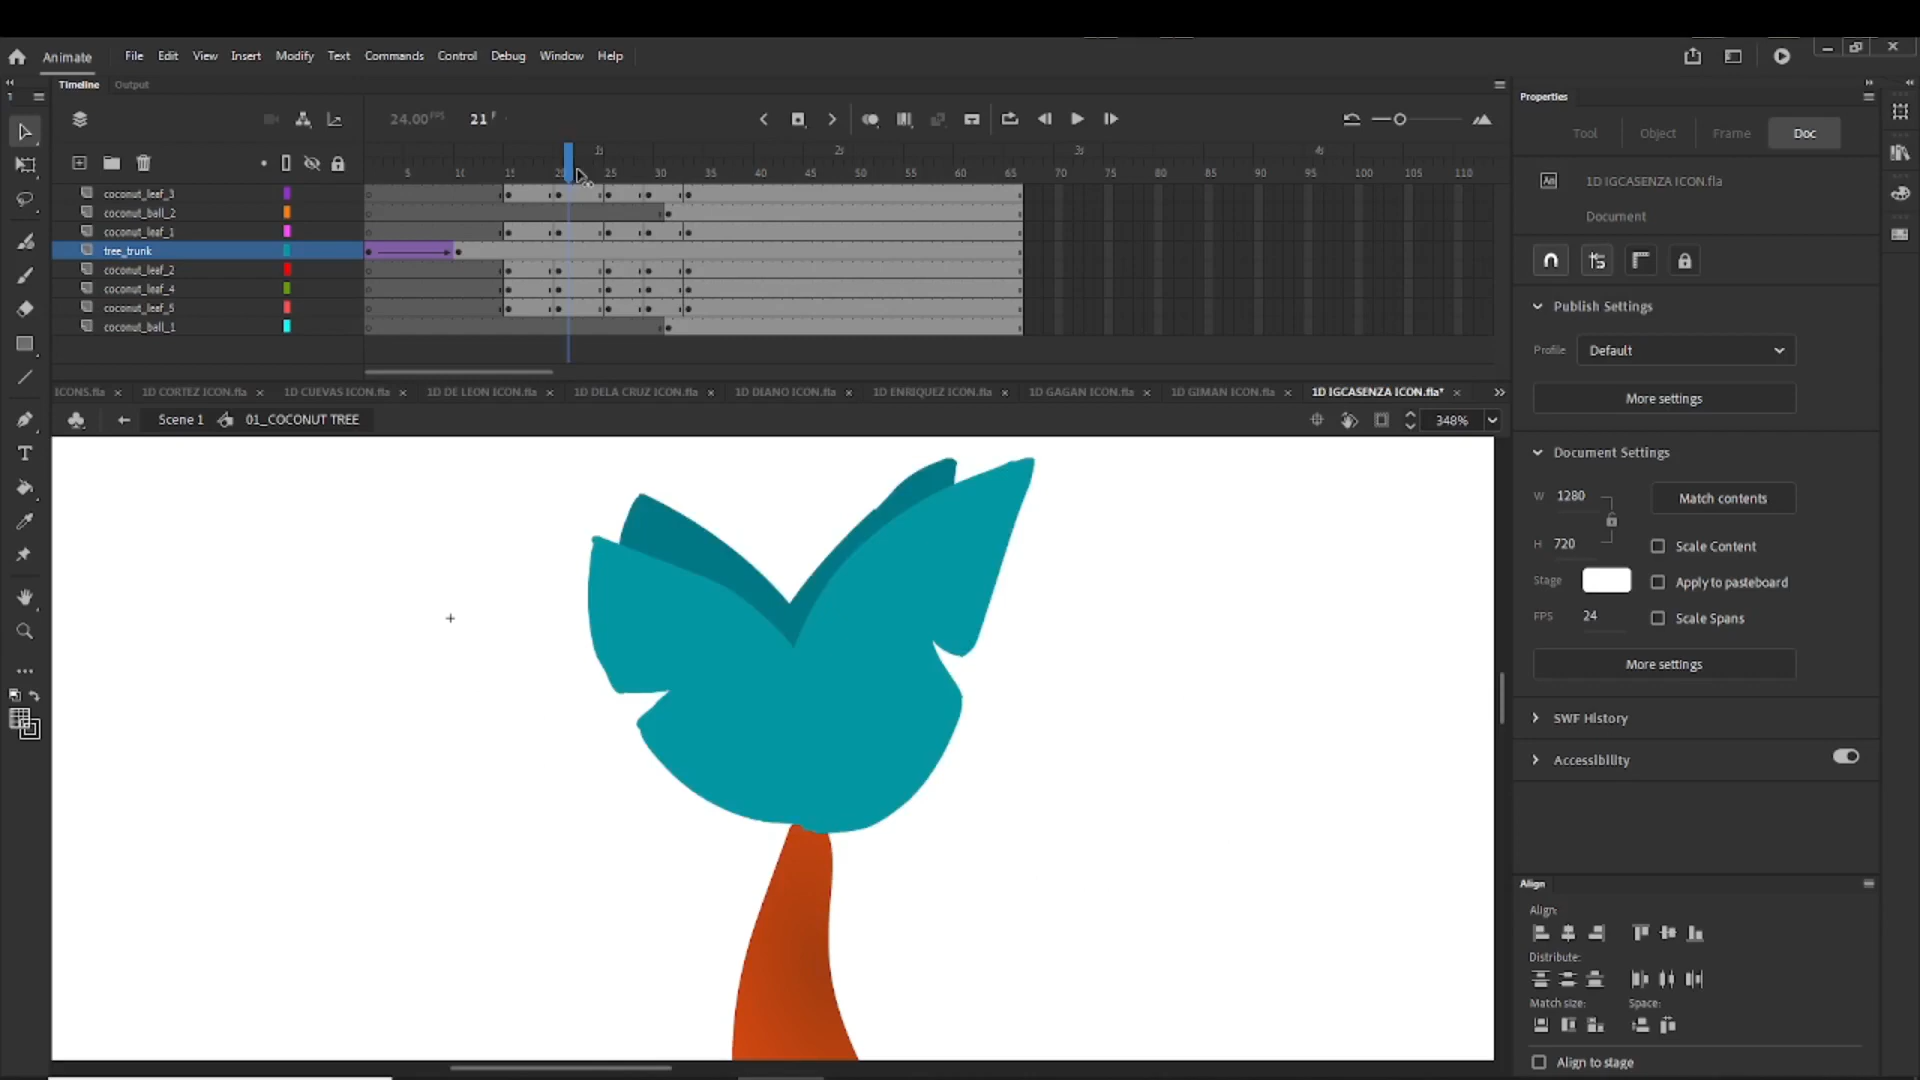 Animate File Edit View Insert Modify Text Commands Control Debug Window Help
Timeline Output
Properties
24.00 FPS 21 F
Tool Object Frame Doc
1s 2s 3s 4s
5 10 15 20 25 30 35 40 45 50 55 60 65 70 75 80 85 90 95 100 105 110
coconut_leaf_3
coconut_ball_2
coconut_leaf_1
tree_trunk
coconut_leaf_2
coconut_leaf_4
coconut_leaf_5
coconut_ball_1
1D IGCASENZA ICON.fla
Document
Publish Settings
Profile Default
More settings
ICONS.fla × 1D CORTEZ ICON.fla × 1D CUEVAS ICON.fla × 1D DE LEON ICON.fla × 1D DELA CRUZ ICON.fla × 1D DIANO ICON.fla × 1D ENRIQUEZ ICON.fla × 1D GAGAN ICON.fla × 1D GIMAN ICON.fla × 1D IGCASENZA ICON.fla* ×
Scene 1 01_COCONUT TREE 348%
Document Settings
W 1280 Match contents
H 720 Scale Content
Stage Apply to pasteboard
FPS 24 Scale Spans
More settings
SWF History
Accessibility
Align
Align:
Distribute:
Match size: Space:
Align to stage